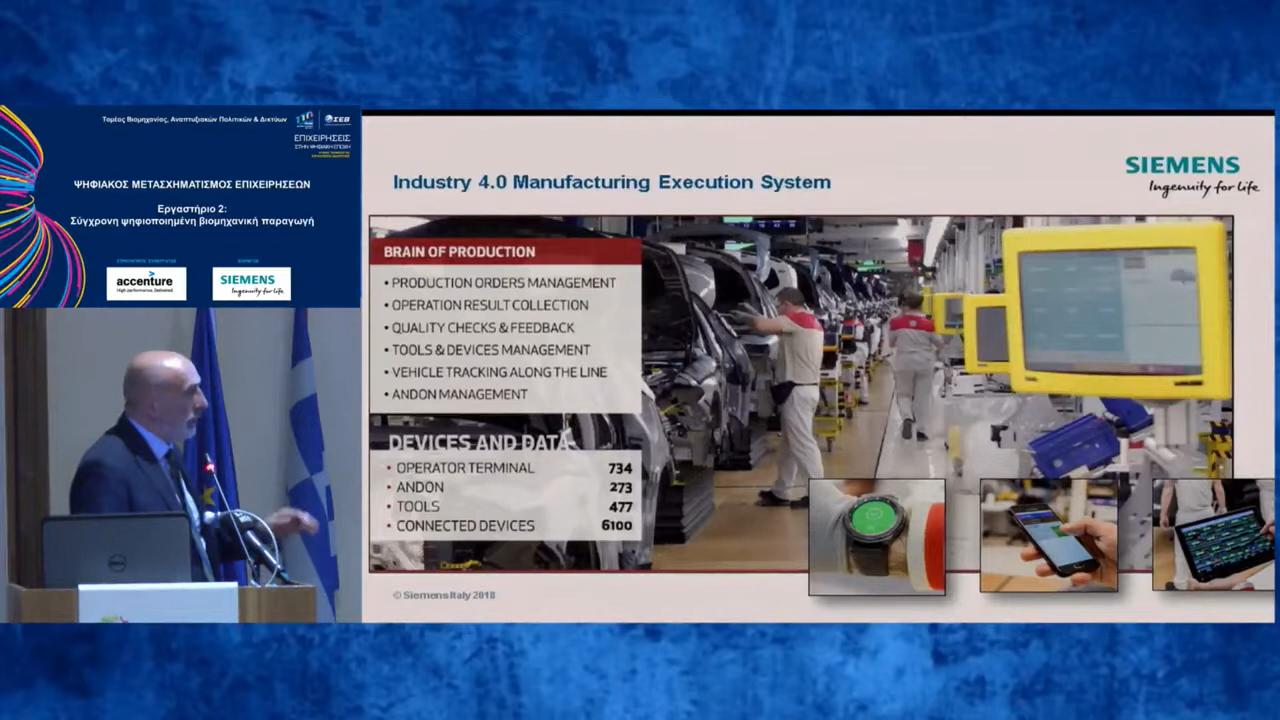 Τομέας Βιομηχανίας, Αναπτυξιακών Πολιτικών & Δικτύων
ΣΕΒ
ΕΠΙΧΕΙΡΗΣΕΙΣ
ΣΤΗΝ ΨΗΦΙΑΚΗ ΕΠΟΧΗ
ΨΗΦΙΑΚΟΣ ΜΕΤΑΣΧΗΜΑΤΙΣΜΟΣ ΕΠΙΧΕΙΡΗΣΕΩΝ
Εργαστήριο 2:
Σύγχρονη ψηφιοποιημένη βιομηχανική παραγωγή
accenture
High performance. Delivered.
SIEMENS
Ingenuity for life
DELL
Industry 4.0 Manufacturing Execution System
SIEMENS
Ingenuity for life
BRAIN OF PRODUCTION
• PRODUCTION ORDERS MANAGEMENT
• OPERATION RESULT COLLECTION
• QUALITY CHECKS & FEEDBACK
• TOOLS & DEVICES MANAGEMENT
• VEHICLE TRACKING ALONG THE LINE
• ANDON MANAGEMENT
DEVICES AND DATA
• OPERATOR TERMINAL 734
• ANDON 273
• TOOLS 477
• CONNECTED DEVICES 6100
© Siemens Italy 2018